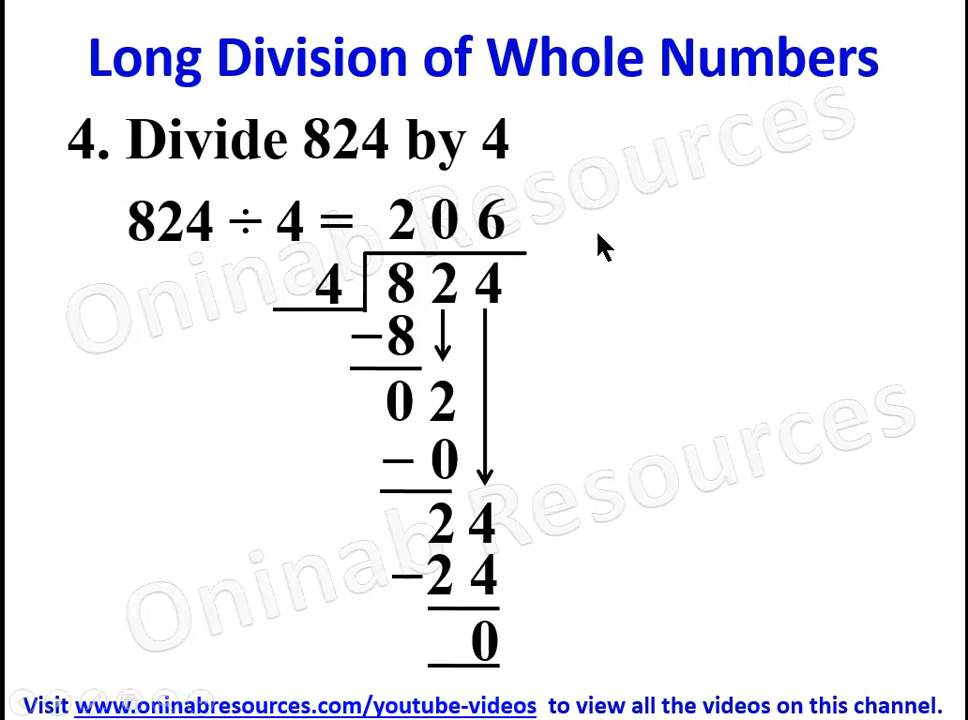 Long Division of Whole Numbers
4. Divide 824 by 4
824 ÷ 4 = 2 0 6
4 8 2 4
−8
0 2
− 0
2 4
−2 4
0
Oninab Resources
Oninab Resources
Visit www.oninabresources.com/youtube-videos to view all the videos on this channel.